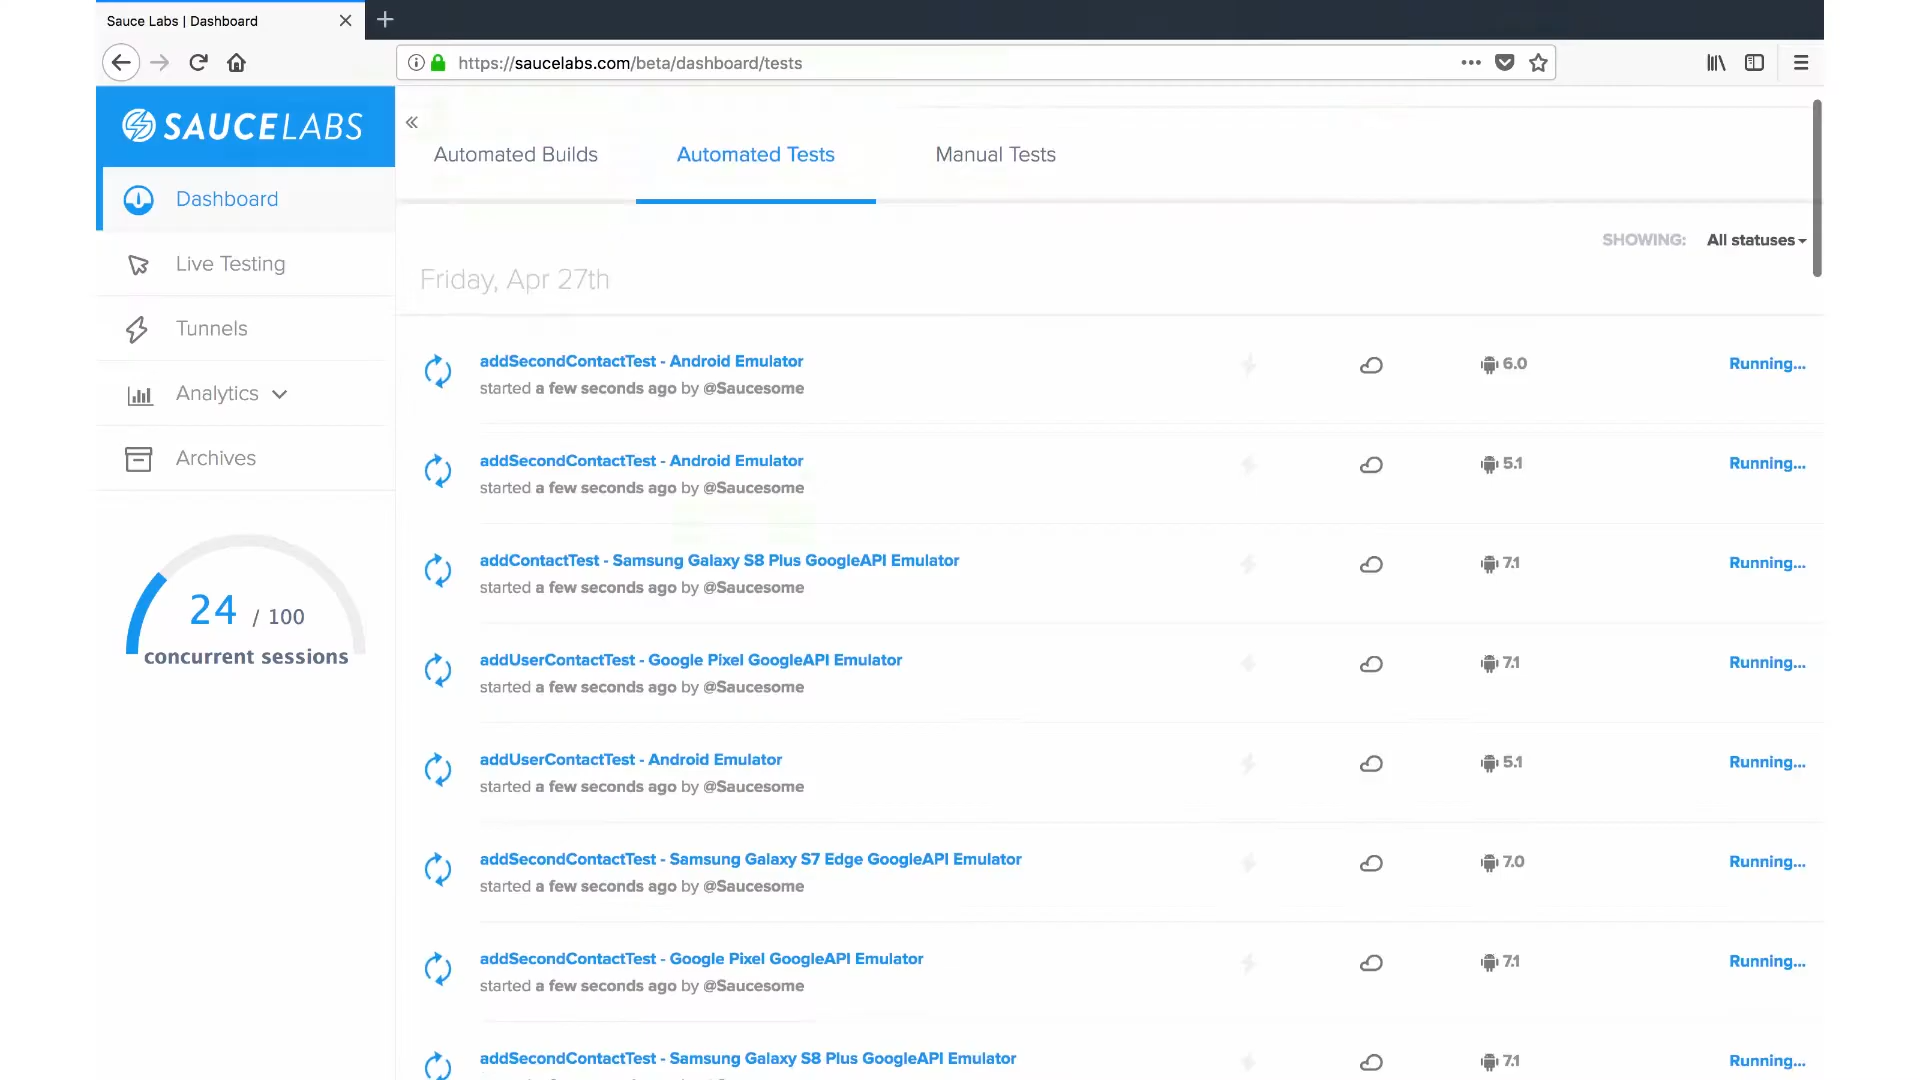 Sauce Labs | Dashboard
https://saucelabs.com/beta/dashboard/tests
SAUCELABS
Dashboard
Live Testing
Tunnels
Analytics
Archives
24 / 100
concurrent sessions
Automated Builds
Automated Tests
Manual Tests
SHOWING: All statuses
Friday, Apr 27th
addSecondContactTest - Android Emulator
started a few seconds ago by @Saucesome
6.0
Running...
addSecondContactTest - Android Emulator
started a few seconds ago by @Saucesome
5.1
Running...
addContactTest - Samsung Galaxy S8 Plus GoogleAPI Emulator
started a few seconds ago by @Saucesome
7.1
Running...
addUserContactTest - Google Pixel GoogleAPI Emulator
started a few seconds ago by @Saucesome
7.1
Running...
addUserContactTest - Android Emulator
started a few seconds ago by @Saucesome
5.1
Running...
addSecondContactTest - Samsung Galaxy S7 Edge GoogleAPI Emulator
started a few seconds ago by @Saucesome
7.0
Running...
addSecondContactTest - Google Pixel GoogleAPI Emulator
started a few seconds ago by @Saucesome
7.1
Running...
addSecondContactTest - Samsung Galaxy S8 Plus GoogleAPI Emulator
7.1
Running...